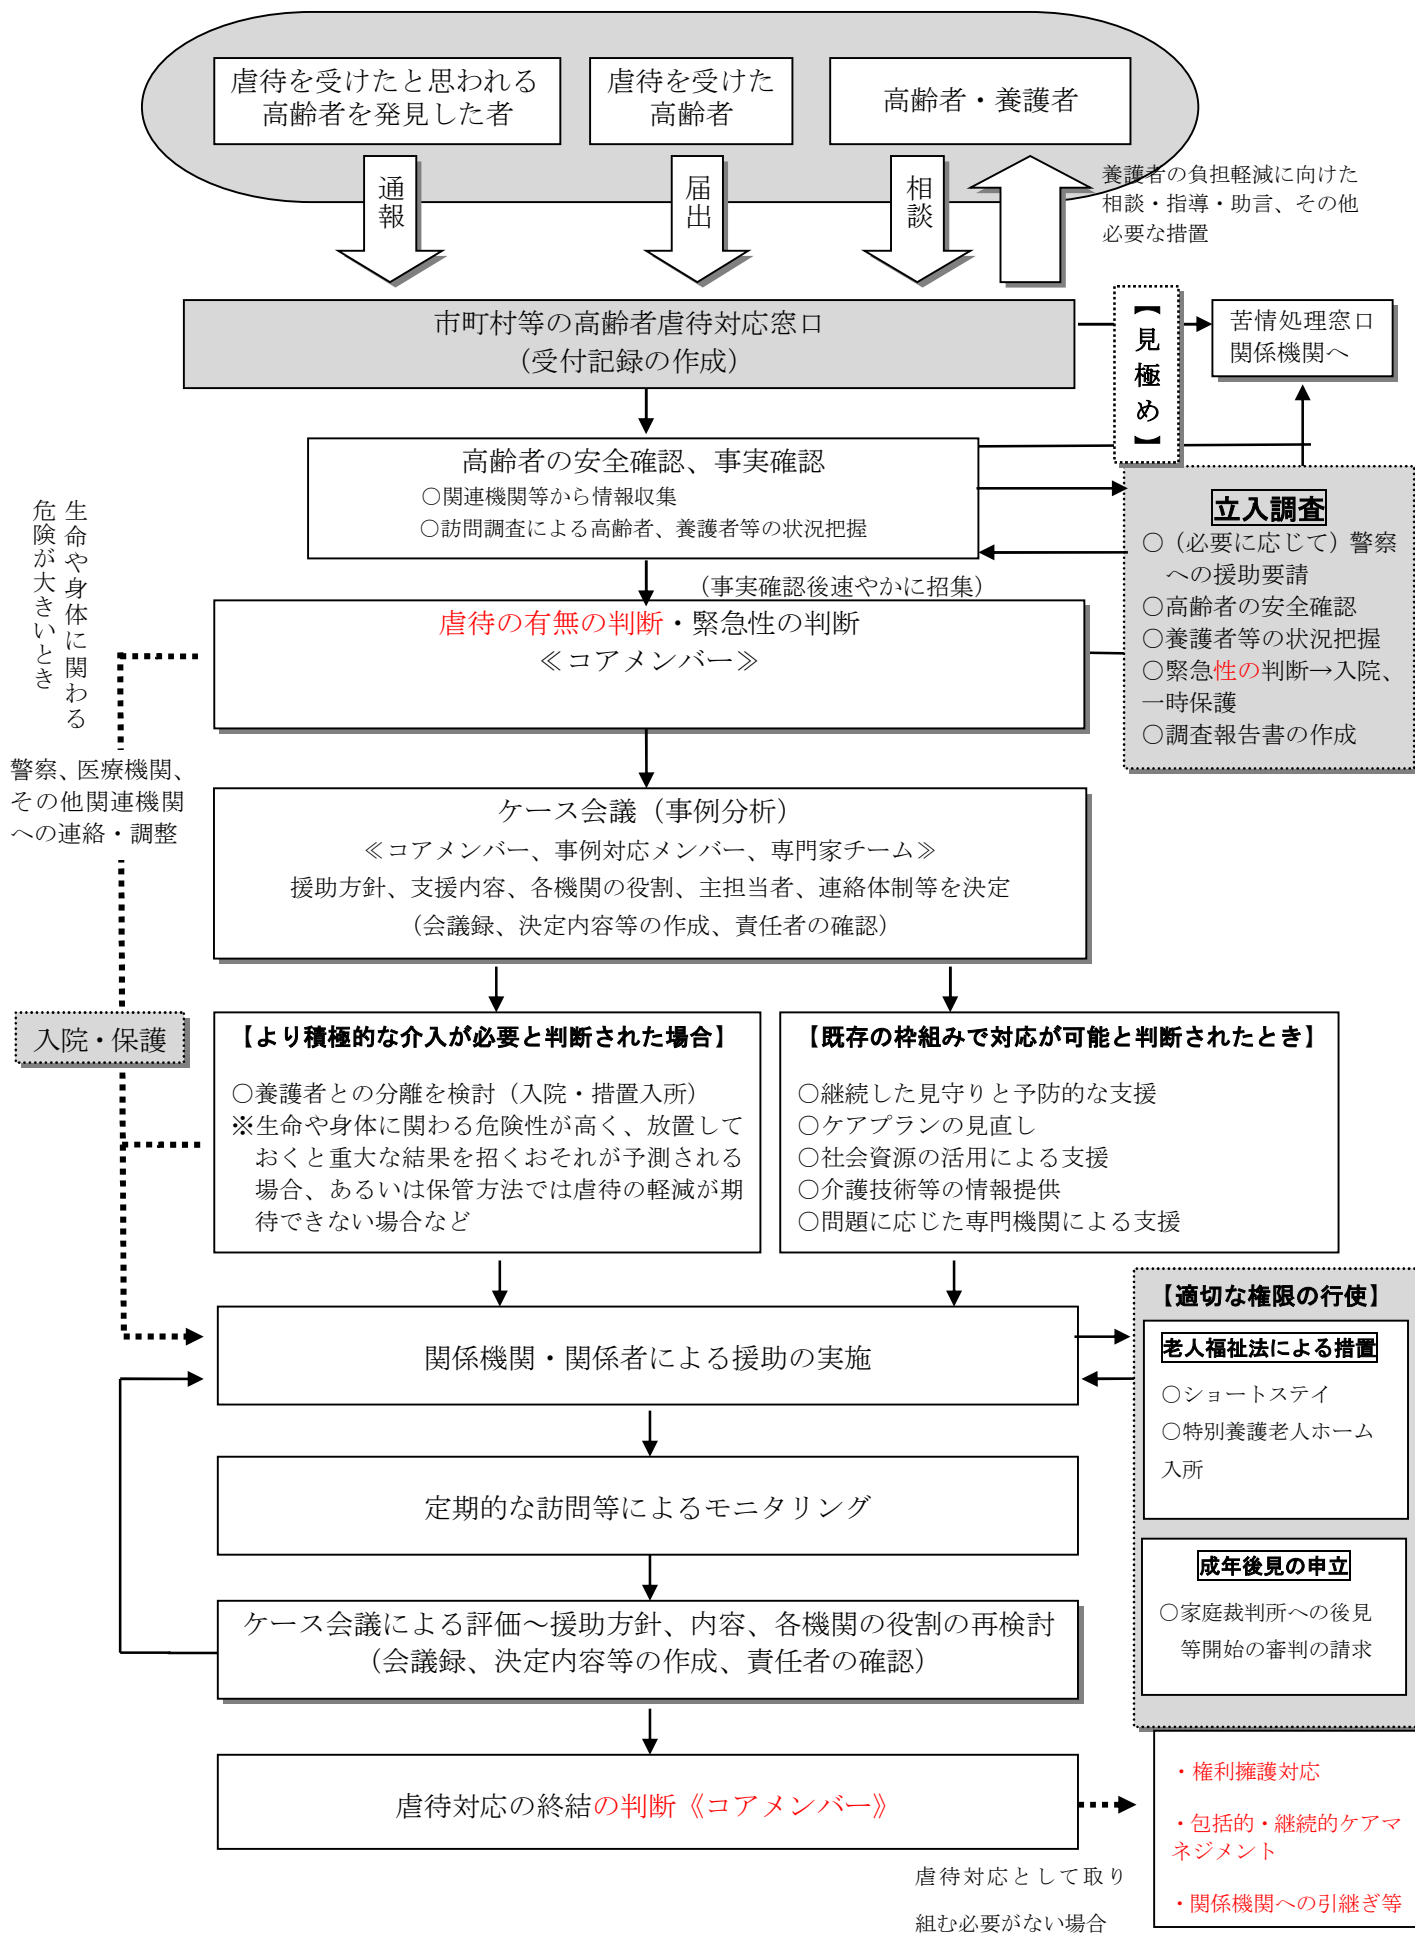 虐待を受けたと思われる
高齢者を発見した者
虐待を受けた
高齢者
高齢者・養護者
通報
届出
相談
養護者の負担軽減に向けた
相談・指導・助言、その他
必要な措置
市町村等の高齢者虐待対応窓口
（受付記録の作成）
【見極め】
苦情処理窓口
関係機関へ
高齢者の安全確認、事実確認
○関連機関等から情報収集
○訪問調査による高齢者、養護者等の状況把握
立入調査
○（必要に応じて）警察
への援助要請
○高齢者の安全確認
○養護者等の状況把握
○緊急性の判断→入院、
一時保護
○調査報告書の作成
（事実確認後速やかに招集）
虐待の有無の判断・緊急性の判断
≪コアメンバー≫
生命や身体に関わる
危険が大きいとき
警察、医療機関、
その他関連機関
への連絡・調整
ケース会議（事例分析）
≪コアメンバー、事例対応メンバー、専門家チーム≫
援助方針、支援内容、各機関の役割、主担当者、連絡体制等を決定
（会議録、決定内容等の作成、責任者の確認）
入院・保護
【より積極的な介入が必要と判断された場合】
○養護者との分離を検討（入院・措置入所）
※生命や身体に関わる危険性が高く、放置して
おくと重大な結果を招くおそれが予測される
場合、あるいは保管方法では虐待の軽減が期
待できない場合など
【既存の枠組みで対応が可能と判断されたとき】
○継続した見守りと予防的な支援
○ケアプランの見直し
○社会資源の活用による支援
○介護技術等の情報提供
○問題に応じた専門機関による支援
関係機関・関係者による援助の実施
【適切な権限の行使】
老人福祉法による措置
○ショートステイ
○特別養護老人ホーム
入所
成年後見の申立
○家庭裁判所への後見
等開始の審判の請求
定期的な訪問等によるモニタリング
ケース会議による評価～援助方針、内容、各機関の役割の再検討
（会議録、決定内容等の作成、責任者の確認）
虐待対応の終結の判断《コアメンバー》
・権利擁護対応
・包括的・継続的ケアマ
ネジメント
・関係機関への引継ぎ等
虐待対応として取り
組む必要がない場合